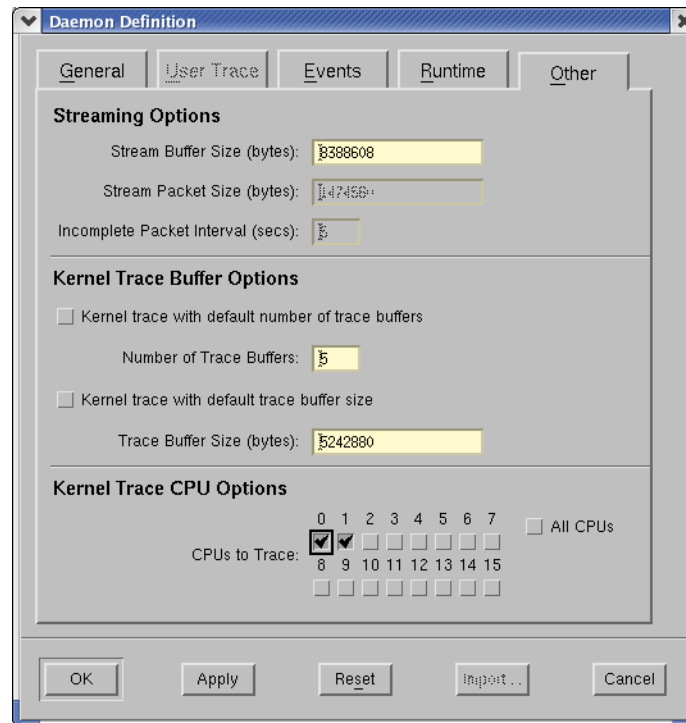 Daemon Definition
General User Trace Events Runtime Other
Streaming Options
Stream Buffer Size (bytes): 8388608
Stream Packet Size (bytes):
Incomplete Packet Interval (secs): 5
Kernel Trace Buffer Options
Kernel trace with default number of trace buffers
Number of Trace Buffers: 5
Kernel trace with default trace buffer size
Trace Buffer Size (bytes): 5242880
Kernel Trace CPU Options
0 1 2 3 4 5 6 7 All CPUs
CPUs to Trace:
8 9 10 11 12 13 14 15
OK Apply Reset Import... Cancel